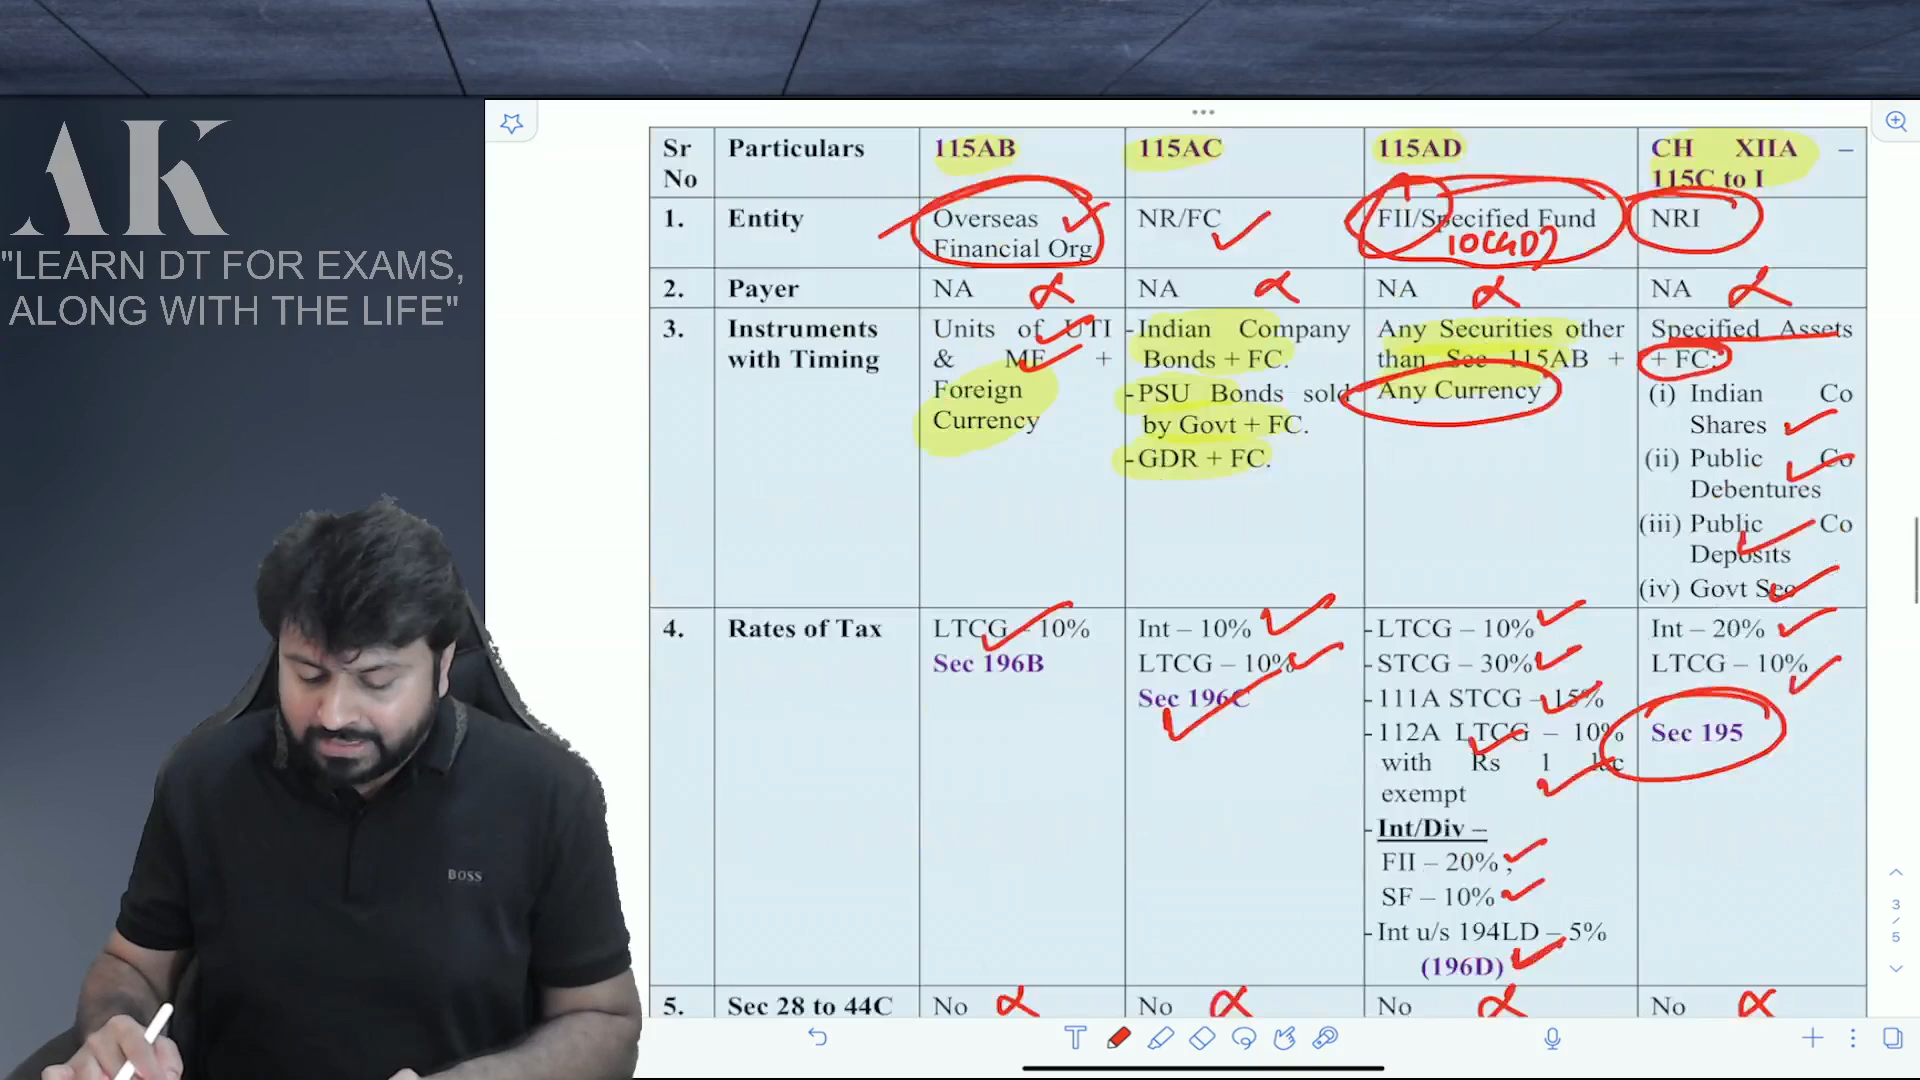 AK
"LEARN DT FOR EXAMS,
ALONG WITH THE LIFE"
BOSS
Sr No
Particulars
115AB
115AC
115AD
CH XIIA –
115C to I
1.
Entity
Overseas
Financial Org
NR/FC
FII/Specified Fund
NRI
2.
Payer
NA
NA
NA
NA
3.
Instruments
with Timing
Units of UTI
& MF +
Foreign
Currency
-Indian Company
Bonds + FC.
-PSU Bonds sold
by Govt + FC.
-GDR + FC.
Any Securities other
than Sec 115AB +
Any Currency
Specified Assets
+ FC:
(i) Indian Co
Shares
(ii) Public Co
Debentures
(iii) Public Co
Deposits
(iv) Govt Sec
4.
Rates of Tax
LTCG – 10%
Sec 196B
Int – 10%
LTCG – 10%
Sec 196C
-LTCG – 10%
-STCG – 30%
-111A STCG – 15%
-112A LTCG – 10%
with Rs 1 lac
exempt
-Int/Div –
FII – 20%,
SF – 10%
-Int u/s 194LD – 5%
(196D)
Int – 20%
LTCG – 10%
Sec 195
5.
Sec 28 to 44C
No
No
No
No
3
/
5